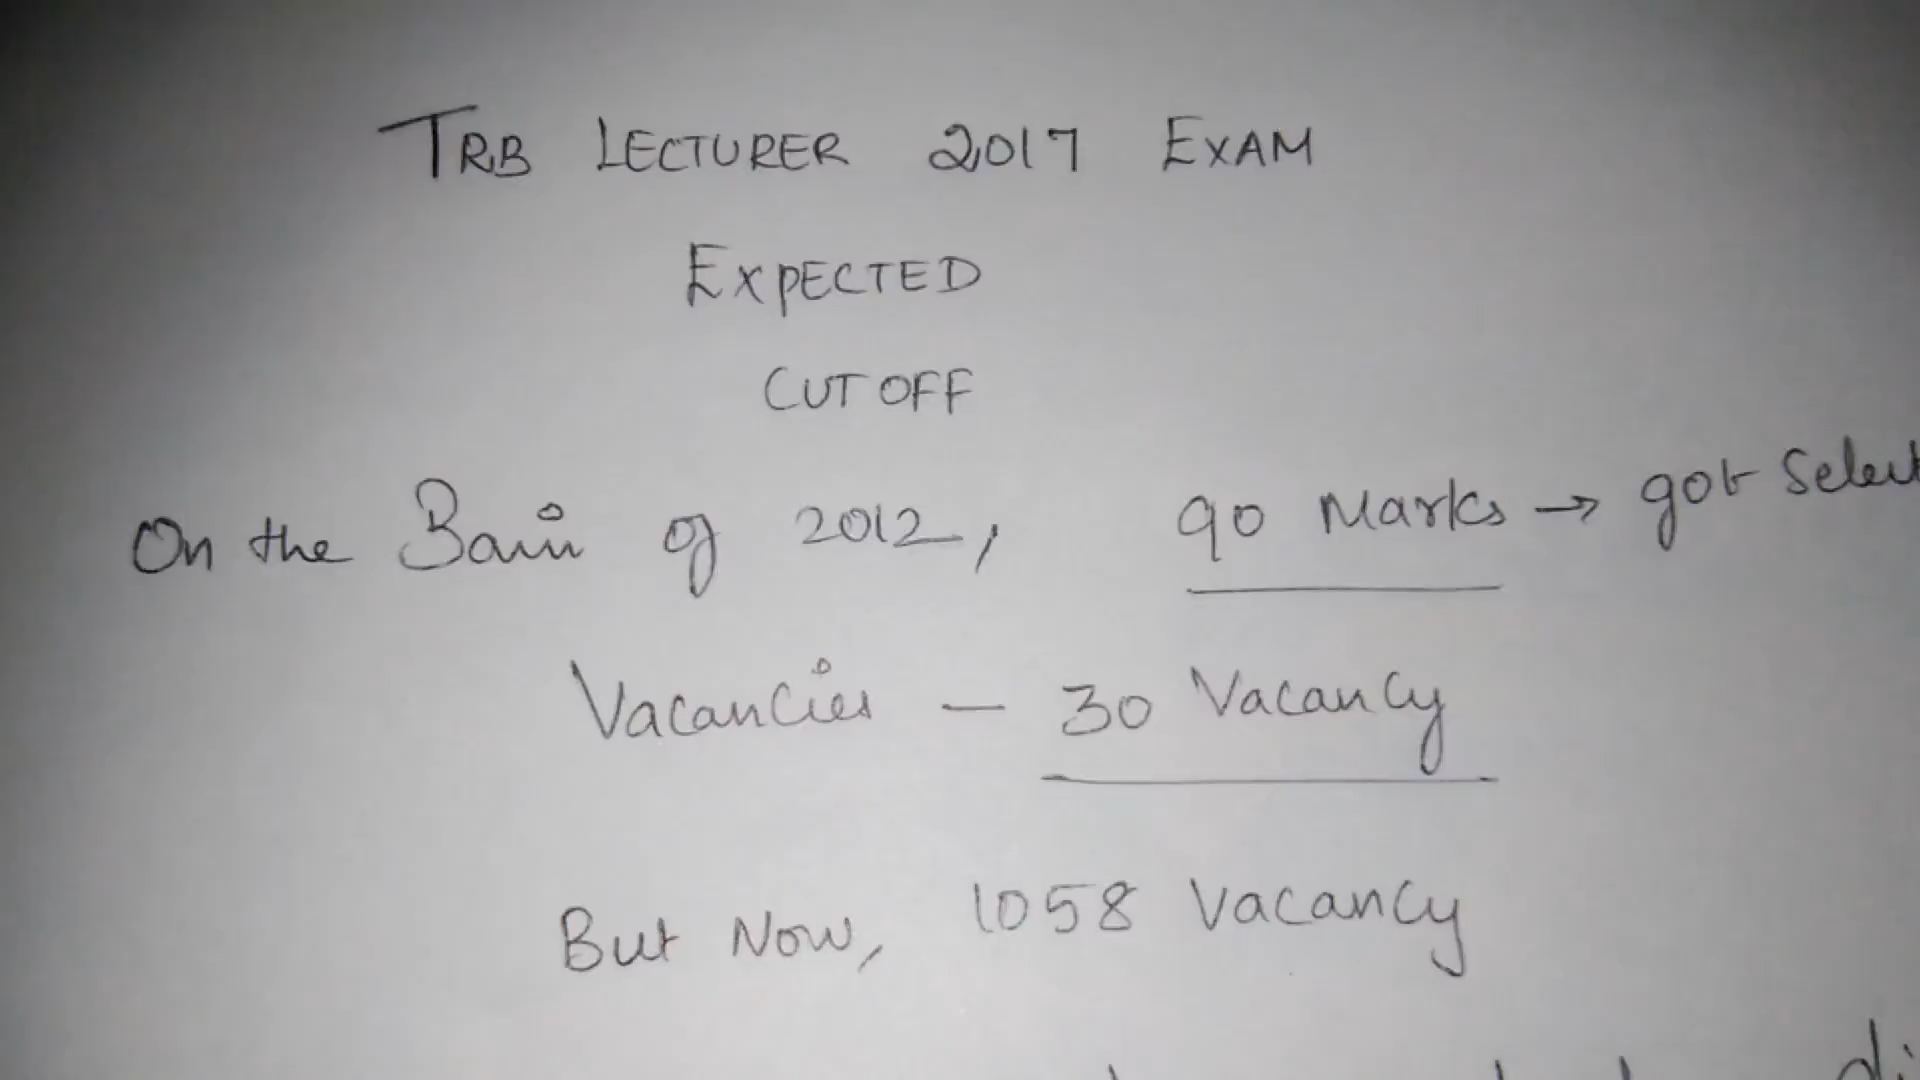 TRB LECTURER 2017 EXAM
EXPECTED
CUT OFF
On the Basis of 2012, 90 Marks → got Select
Vacancies — 30 Vacancy
But Now, 1058 Vacancy